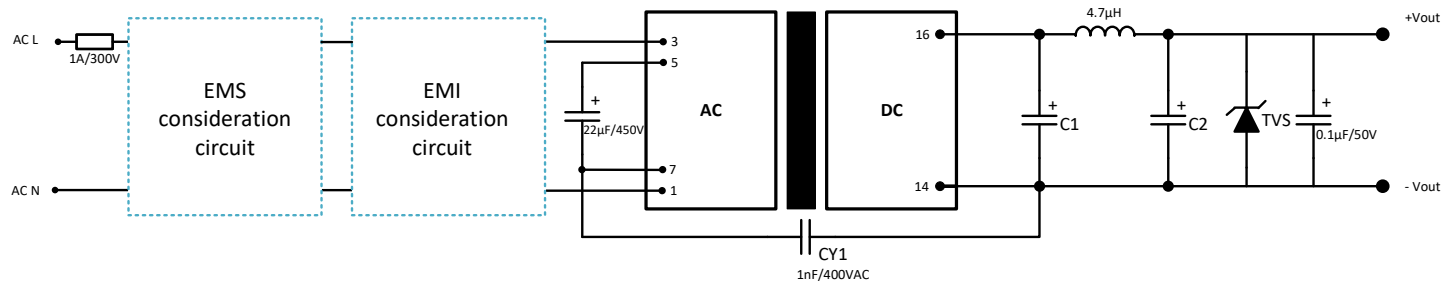 AC L
1A/300V
AC N
EMS
consideration
circuit
EMI
consideration
circuit
+
22µF/450V
3
5
7
1
AC
DC
16
14
CY1
1nF/400VAC
4.7µH
+
C1
+
C2
TVS
+
0.1µF/50V
+Vout
- Vout